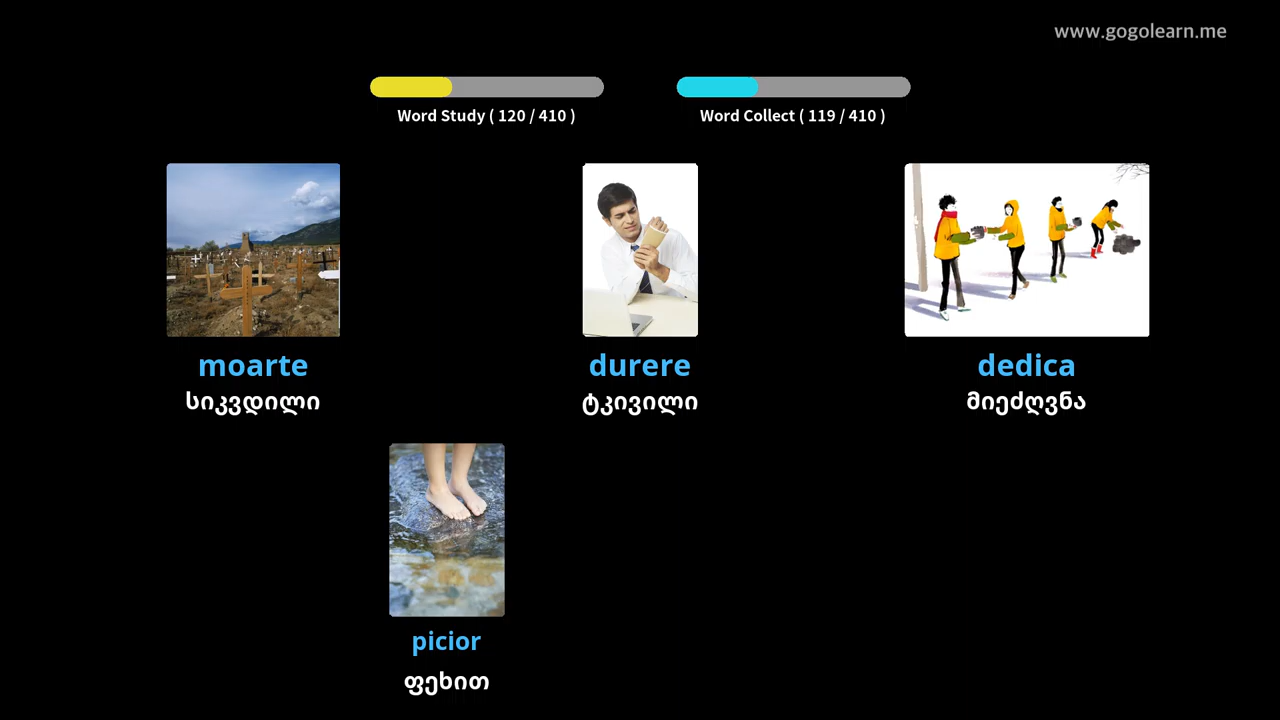 www.gogolearn.me
Word Study ( 120 / 410 )
Word Collect ( 119 / 410 )
moarte
სიკვდილი
durere
ტკივილი
dedica
მიეძღვნა
picior
ფეხით